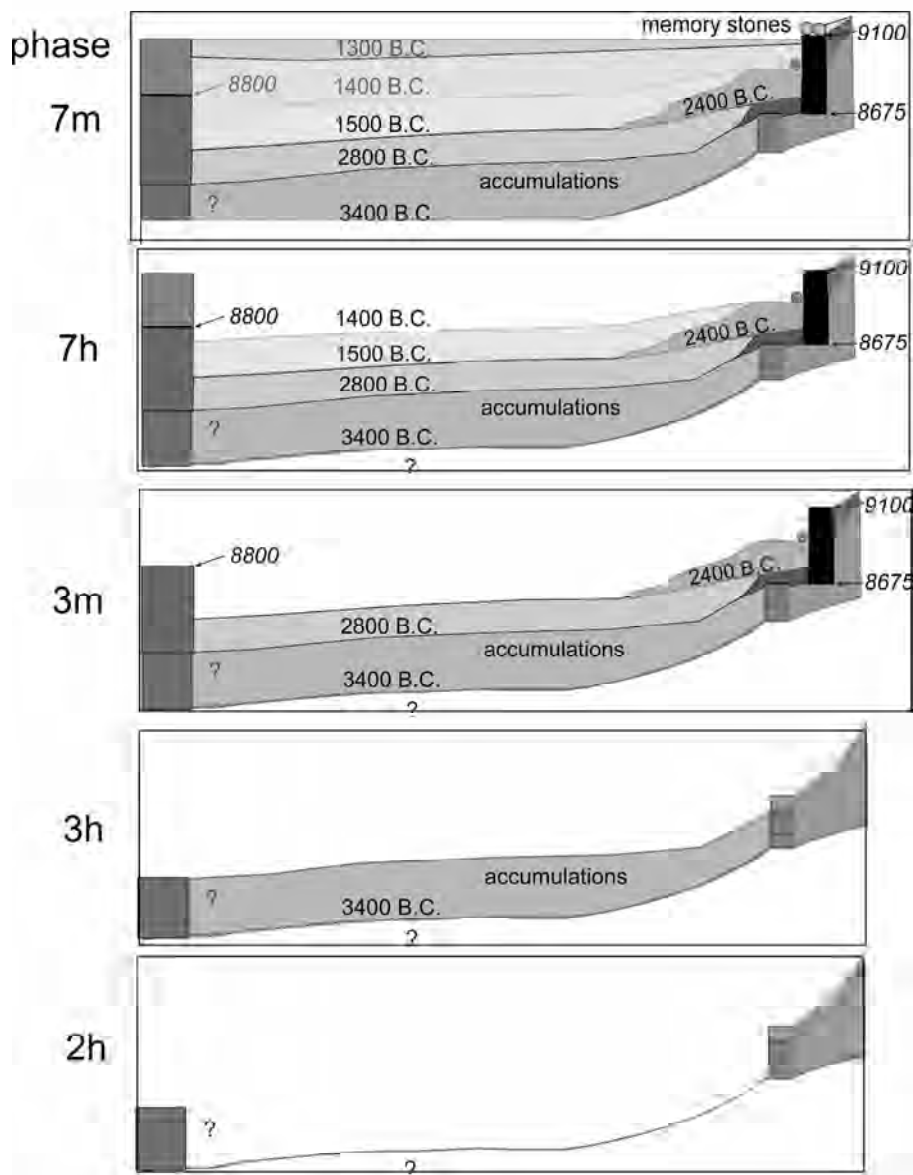 phase
7m
memory stones
1300 B.C.
9100
8800
1400 B.C.
2400 B.C.
1500 B.C.
8675
2800 B.C.
accumulations
?
3400 B.C.
7h
9100
8800
1400 B.C.
2400 B.C.
1500 B.C.
8675
2800 B.C.
accumulations
?
3400 B.C.
?
3m
9100
8800
2400 B.C.
8675
2800 B.C.
accumulations
?
3400 B.C.
?
3h
accumulations
?
3400 B.C.
?
2h
?
?